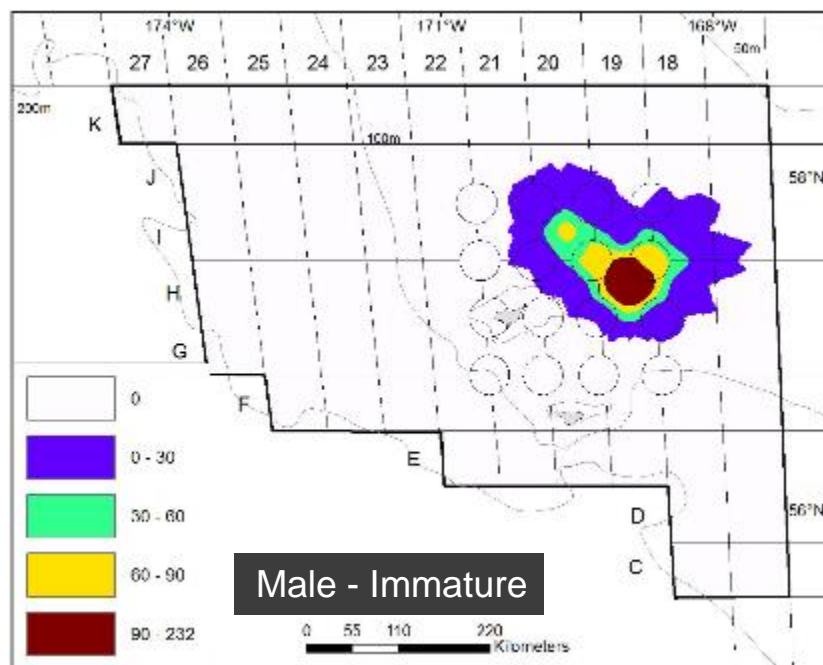 174°W 171°W 168°W
50m
27 26 25 24 23 22 21 20 19 18
200m
K
100m
J
58°N
I
H
G
0
F
0 - 30
E
30 - 60
D
56°N
60 - 90
C
Male - Immature
90 - 232
0 55 110 220
Kilometers